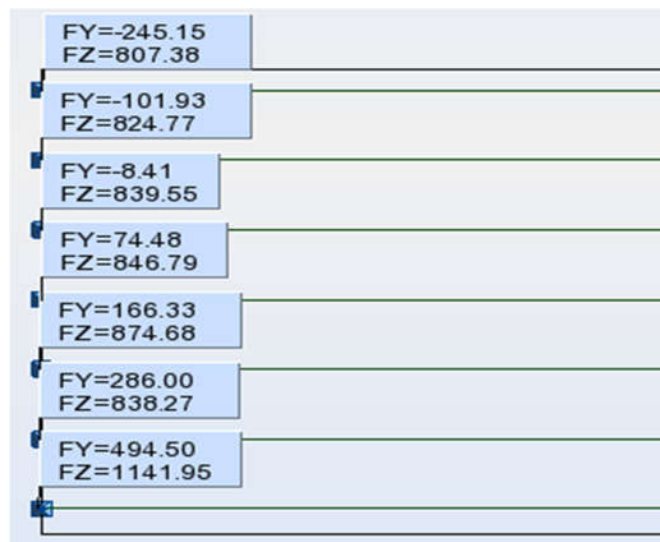 FY=-245.15
FZ=807.38
FY=-101.93
FZ=824.77
FY=-8.41
FZ=839.55
FY=74.48
FZ=846.79
FY=166.33
FZ=874.68
FY=286.00
FZ=838.27
FY=494.50
FZ=1141.95